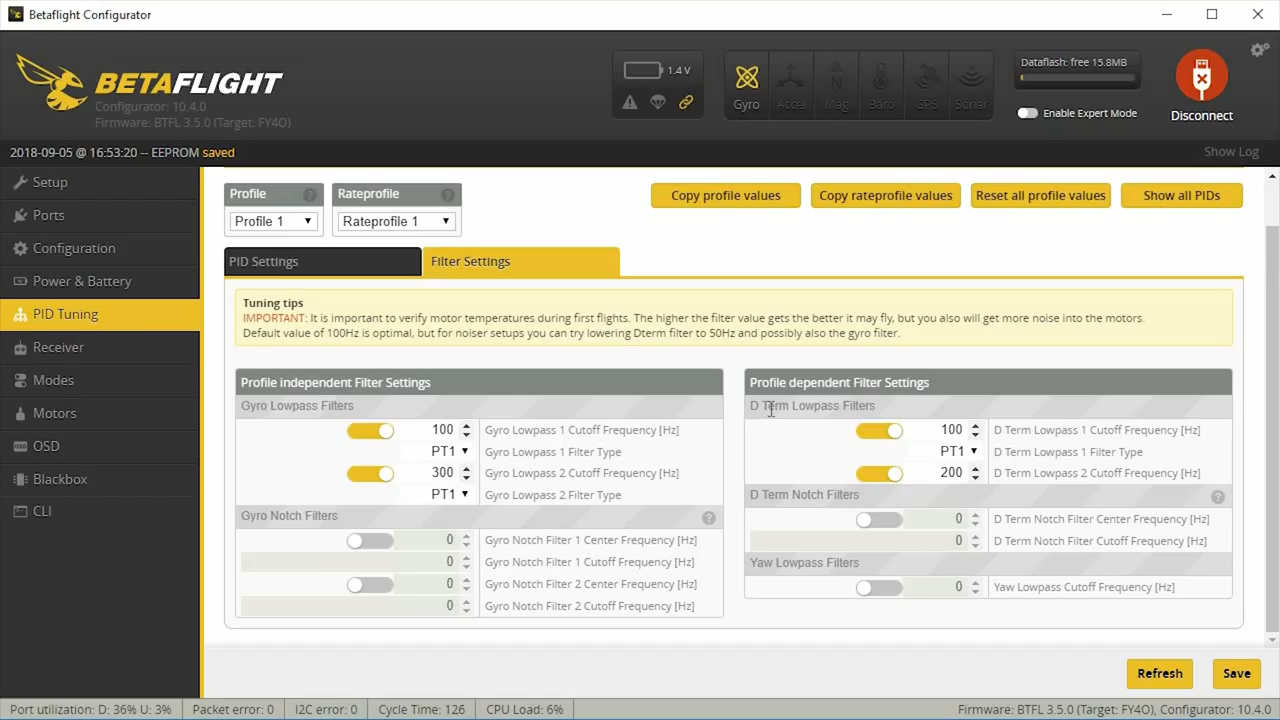 Betaflight Configurator
BETAFLIGHT
Configurator: 10.4.0
Firmware: BTFL 3.5.0 (Target: FY4O)
1.4 V
Gyro
Accel
Mag
Baro
GPS
Sonar
Dataflash: free 15.8MB
Enable Expert Mode
Disconnect
2018-09-05 @ 16:53:20 -- EEPROM saved
Show Log
Setup
Ports
Configuration
Power & Battery
PID Tuning
Receiver
Modes
Motors
OSD
Blackbox
CLI
Profile ?
Profile 1
Rateprofile ?
Rateprofile 1
Copy profile values
Copy rateprofile values
Reset all profile values
Show all PIDs
PID Settings
Filter Settings
Tuning tips
IMPORTANT: It is important to verify motor temperatures during first flights. The higher the filter value gets the better it may fly, but you also will get more noise into the motors.
Default value of 100Hz is optimal, but for noiser setups you can try lowering Dterm filter to 50Hz and possibly also the gyro filter.
Profile independent Filter Settings
Gyro Lowpass Filters
100 Gyro Lowpass 1 Cutoff Frequency [Hz]
PT1 Gyro Lowpass 1 Filter Type
300 Gyro Lowpass 2 Cutoff Frequency [Hz]
PT1 Gyro Lowpass 2 Filter Type
Gyro Notch Filters ?
0 Gyro Notch Filter 1 Center Frequency [Hz]
0 Gyro Notch Filter 1 Cutoff Frequency [Hz]
0 Gyro Notch Filter 2 Center Frequency [Hz]
0 Gyro Notch Filter 2 Cutoff Frequency [Hz]
Profile dependent Filter Settings
D Term Lowpass Filters
100 D Term Lowpass 1 Cutoff Frequency [Hz]
PT1 D Term Lowpass 1 Filter Type
200 D Term Lowpass 2 Cutoff Frequency [Hz]
D Term Notch Filters ?
0 D Term Notch Filter Center Frequency [Hz]
0 D Term Notch Filter Cutoff Frequency [Hz]
Yaw Lowpass Filters
0 Yaw Lowpass Cutoff Frequency [Hz]
Refresh
Save
Port utilization: D: 36% U: 3%
Packet error: 0
I2C error: 0
Cycle Time: 126
CPU Load: 6%
Firmware: BTFL 3.5.0 (Target: FY4O), Configurator: 10.4.0